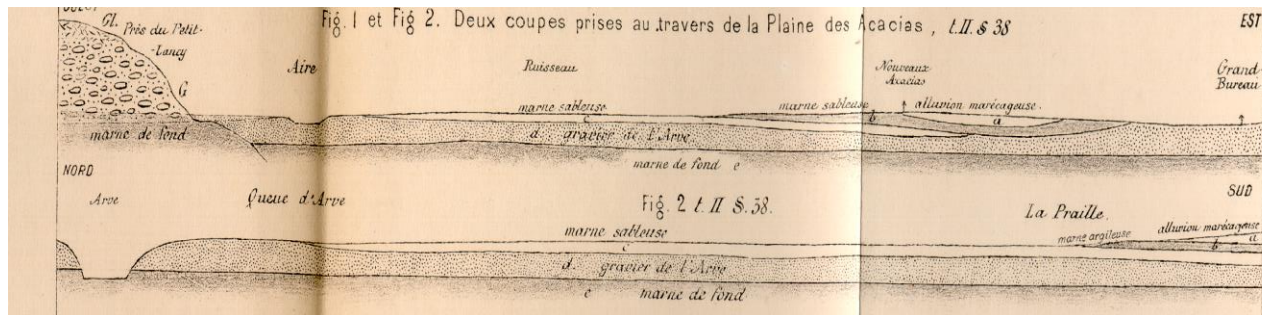 OUEST
Fig. 1 et Fig 2. Deux coupes prises au travers de la Plaine des Acacias, t.II. § 38
EST
Gl. Près du Petit-
-Lancy
G
Aire
Ruisseau
Nouveaux
Acacias
Grand-
Bureau
marne sableuse
c
marne sableuse
b
alluvion marécageuse.
a
marne de fond
d. gravier de l'Arve.
marne de fond e
NORD
Arve
Queue d'Arve
Fig. 2 t. II §. 38.
La Praille.
SUD
marne sableuse
c
marne argileuse
alluvion marécageuse
a
b
d. gravier de l'Arve
e marne de fond